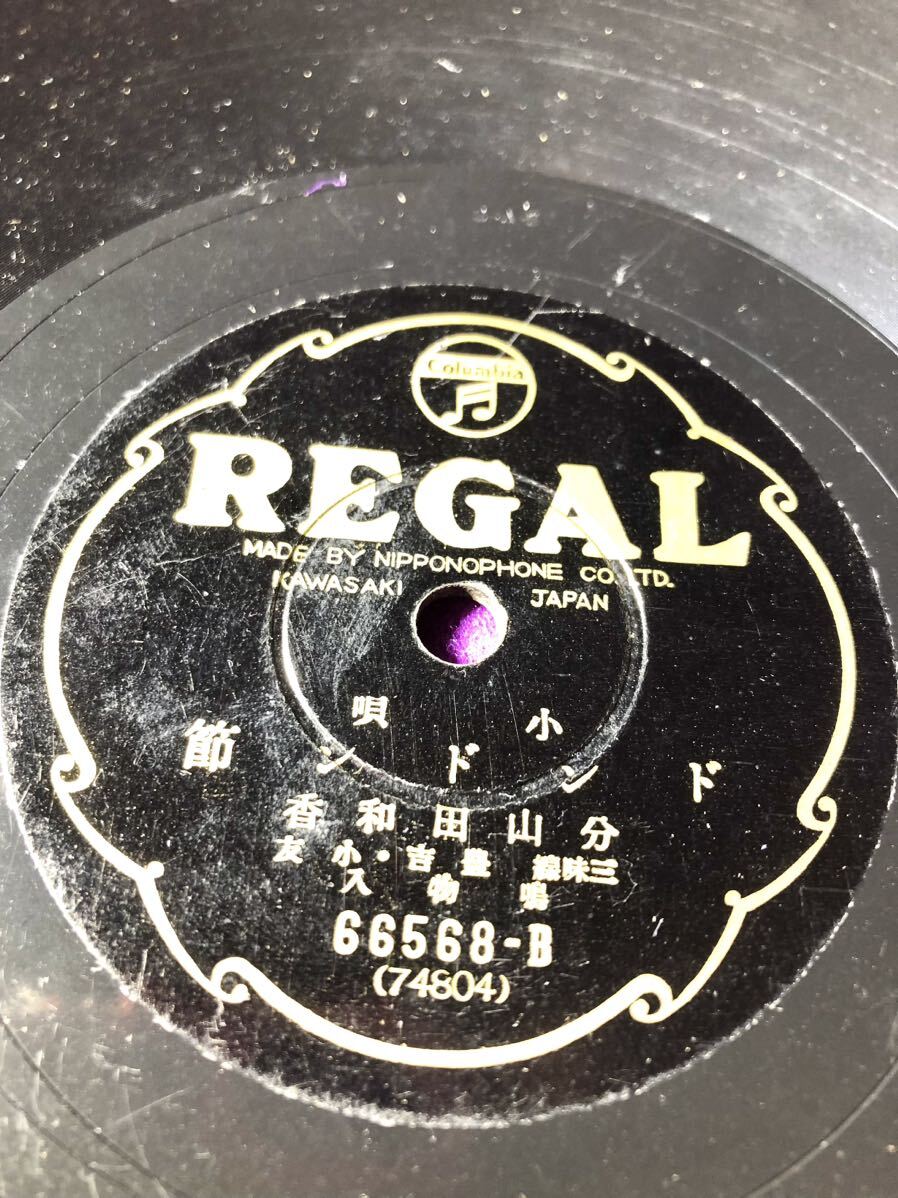 Columbia
REGAL
MADE BY NIPPONOPHONE CO. LTD.
KAWASAKI JAPAN
小唄
ドンドン節
分山田和香
三味線 豊吉・小友
鳴物入
66568-B
(74804)